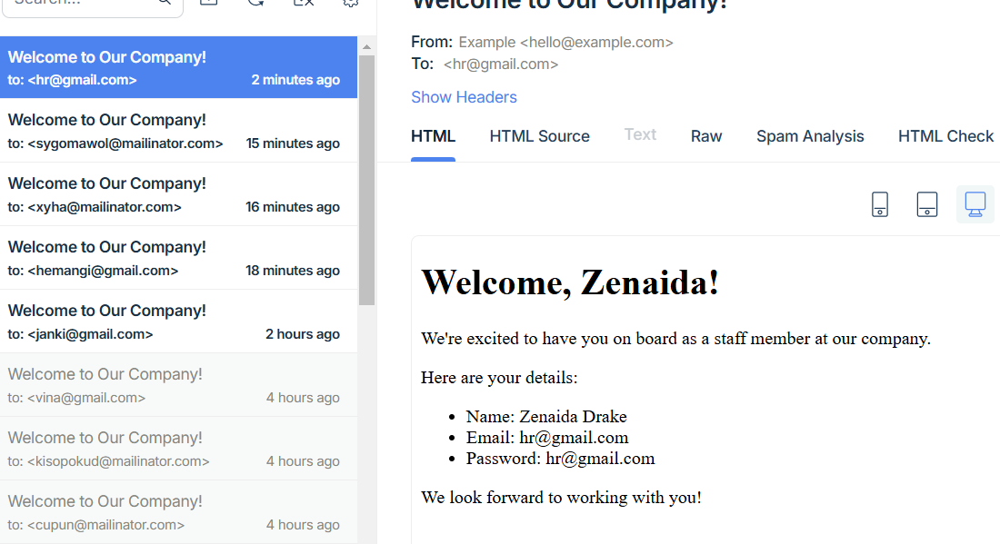 Search...
Welcome to Our Company!
to: <hr@gmail.com> 2 minutes ago
Welcome to Our Company!
to: <sygomawol@mailinator.com> 15 minutes ago
Welcome to Our Company!
to: <xyha@mailinator.com> 16 minutes ago
Welcome to Our Company!
to: <hemangi@gmail.com> 18 minutes ago
Welcome to Our Company!
to: <janki@gmail.com> 2 hours ago
Welcome to Our Company!
to: <vina@gmail.com> 4 hours ago
Welcome to Our Company!
to: <kisopokud@mailinator.com> 4 hours ago
Welcome to Our Company!
to: <cupun@mailinator.com> 4 hours ago
Welcome to Our Company!
From: Example <hello@example.com>
To: <hr@gmail.com>
Show Headers
HTML HTML Source Text Raw Spam Analysis HTML Check
Welcome, Zenaida!
We're excited to have you on board as a staff member at our company.
Here are your details:
• Name: Zenaida Drake
• Email: hr@gmail.com
• Password: hr@gmail.com
We look forward to working with you!